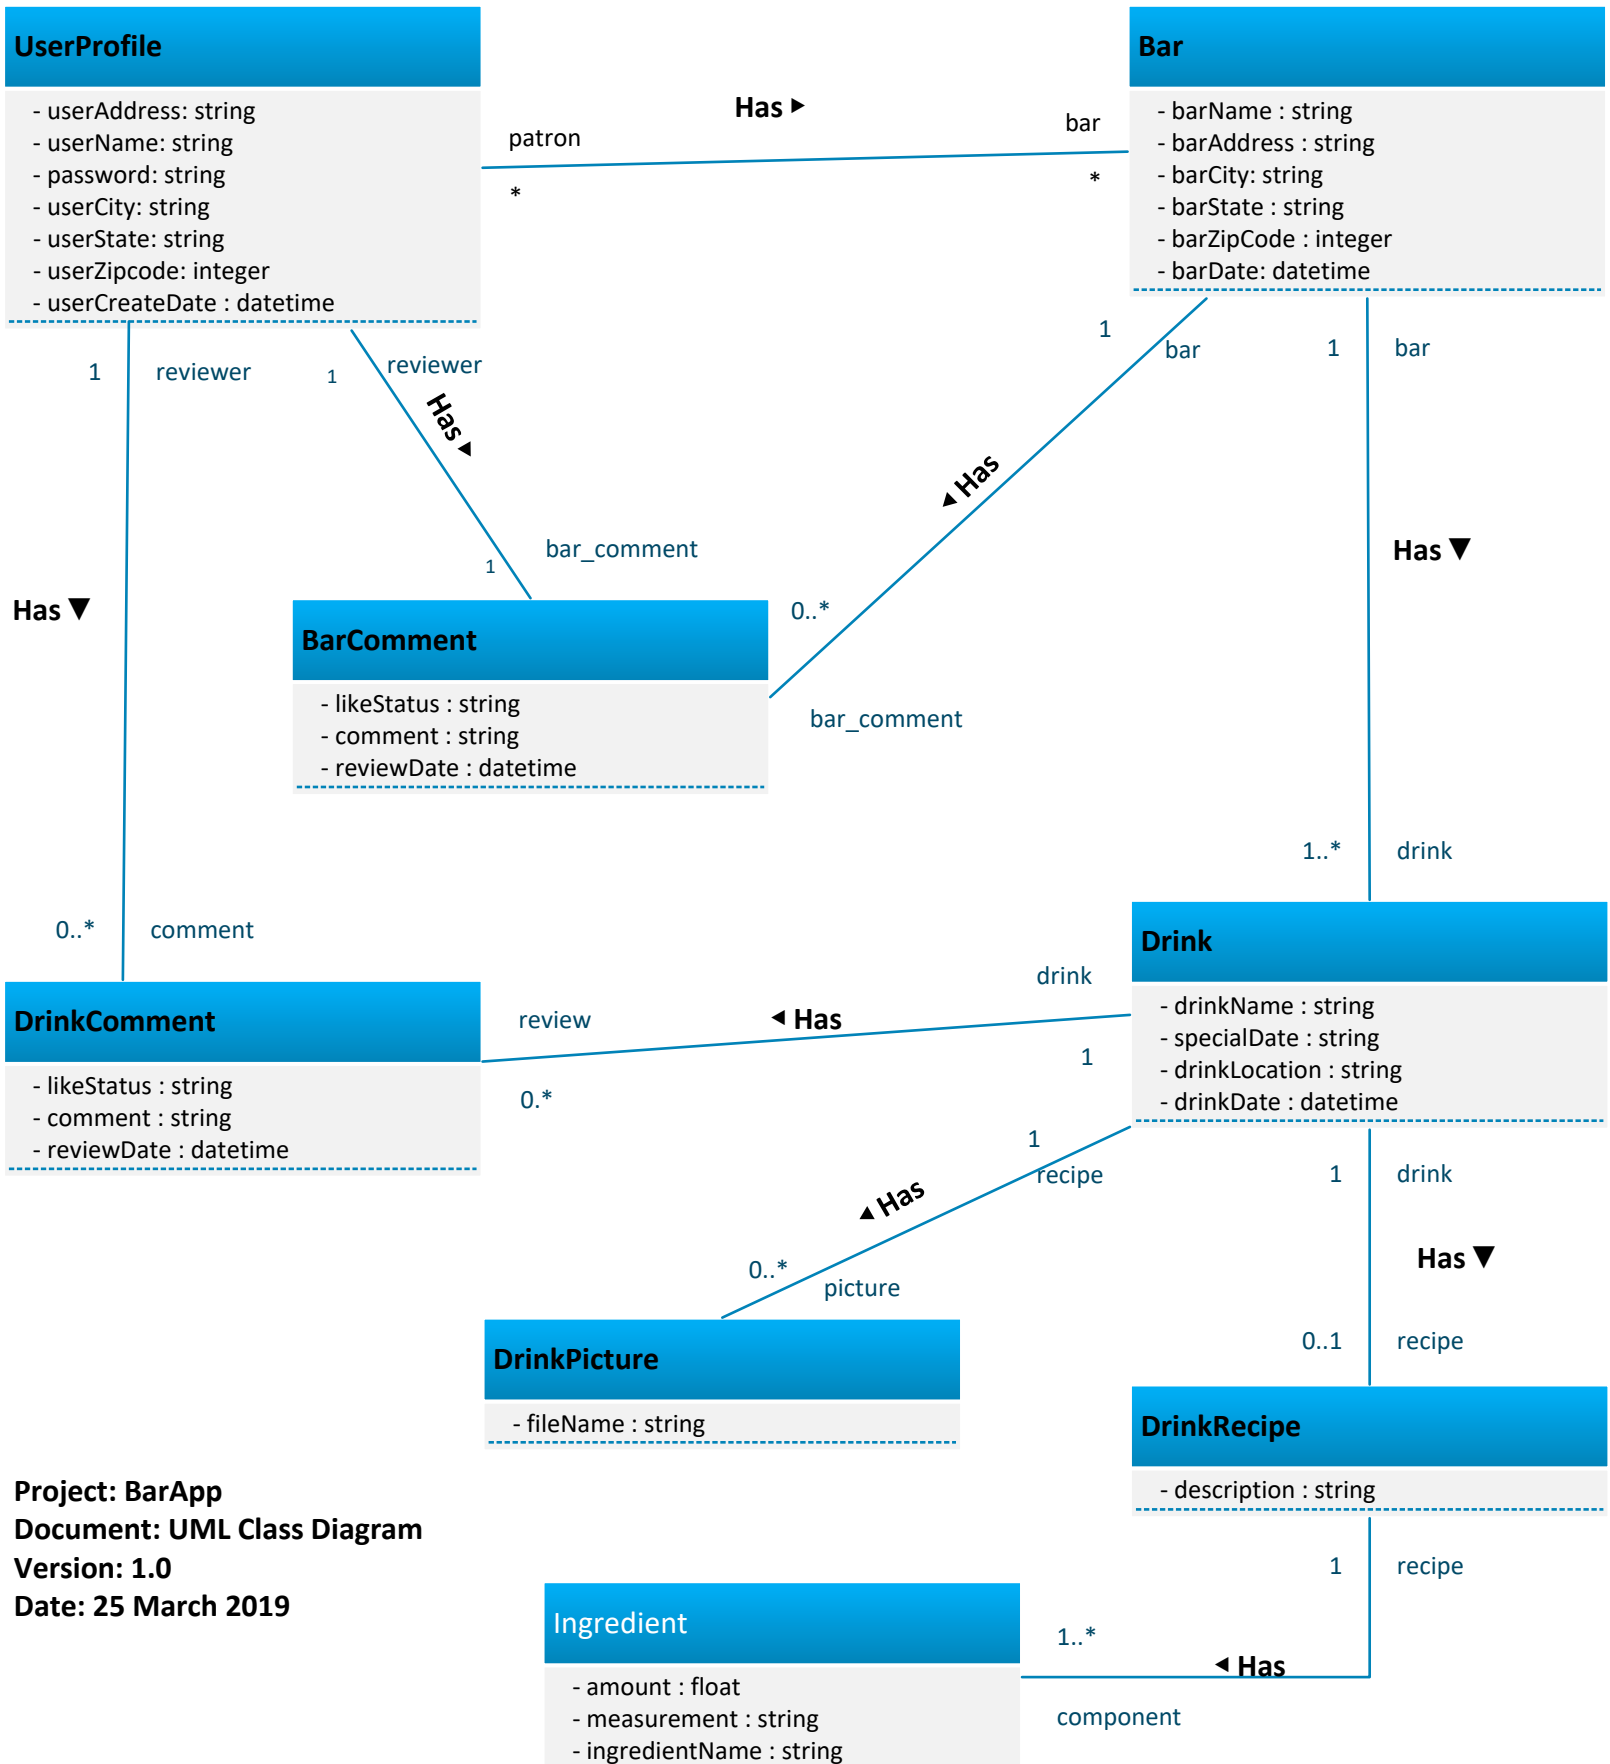 UserProfile
- userAddress: string
- userName: string
- password: string
- userCity: string
- userState: string
- userZipcode: integer
- userCreateDate : datetime
Has ►
patron
bar
*
*
Bar
- barName : string
- barAddress : string
- barCity: string
- barState : string
- barZipCode : integer
- barDate: datetime
1
reviewer
1
reviewer
Has ▼
1
bar
1
bar
Has ►
◄ Has
Has ▼
bar_comment
1
0..*
bar_comment
BarComment
- likeStatus : string
- comment : string
- reviewDate : datetime
1..*
drink
0..*
comment
DrinkComment
- likeStatus : string
- comment : string
- reviewDate : datetime
review
◄ Has
drink
0.*
1
Drink
- drinkName : string
- specialDate : string
- drinkLocation : string
- drinkDate : datetime
1
recipe
◄ Has
0..*
picture
1
drink
Has ▼
0..1
recipe
DrinkPicture
- fileName : string
DrinkRecipe
- description : string
1
recipe
Project: BarApp
Document: UML Class Diagram
Version: 1.0
Date: 25 March 2019
Ingredient
- amount : float
- measurement : string
- ingredientName : string
1..*
◄ Has
component